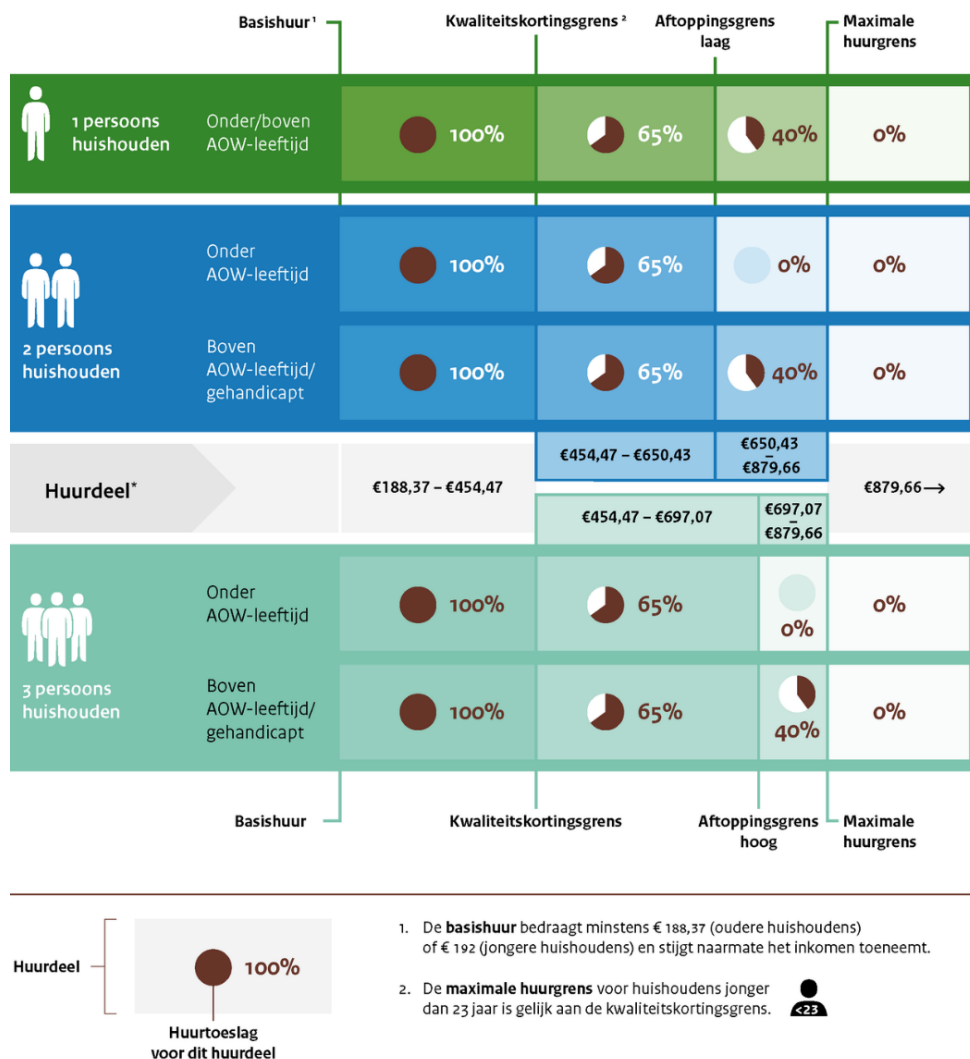 Basishuur ¹
Kwaliteitskortingsgrens ²
Aftoppingsgrens
laag
Maximale
huurgrens
1 persoons
huishouden
Onder/boven
AOW-leeftijd
100%
65%
40%
0%
2 persoons
huishouden
Onder
AOW-leeftijd
100%
65%
0%
0%
Boven
AOW-leeftijd/
gehandicapt
100%
65%
40%
0%
Huurdeel*
€188,37 – €454,47
€454,47 – €650,43
€650,43
–
€879,66
€454,47 – €697,07
€697,07
–
€879,66
€879,66→
3 persoons
huishouden
Onder
AOW-leeftijd
100%
65%
0%
0%
Boven
AOW-leeftijd/
gehandicapt
100%
65%
40%
0%
Basishuur
Kwaliteitskortingsgrens
Aftoppingsgrens
hoog
Maximale
huurgrens
Huurdeel
100%
Huurtoeslag
voor dit huurdeel
1. De basishuur bedraagt minstens € 188,37 (oudere huishoudens)
of € 192 (jongere huishoudens) en stijgt naarmate het inkomen toeneemt.
2. De maximale huurgrens voor huishoudens jonger
dan 23 jaar is gelijk aan de kwaliteitskortingsgrens.
<23